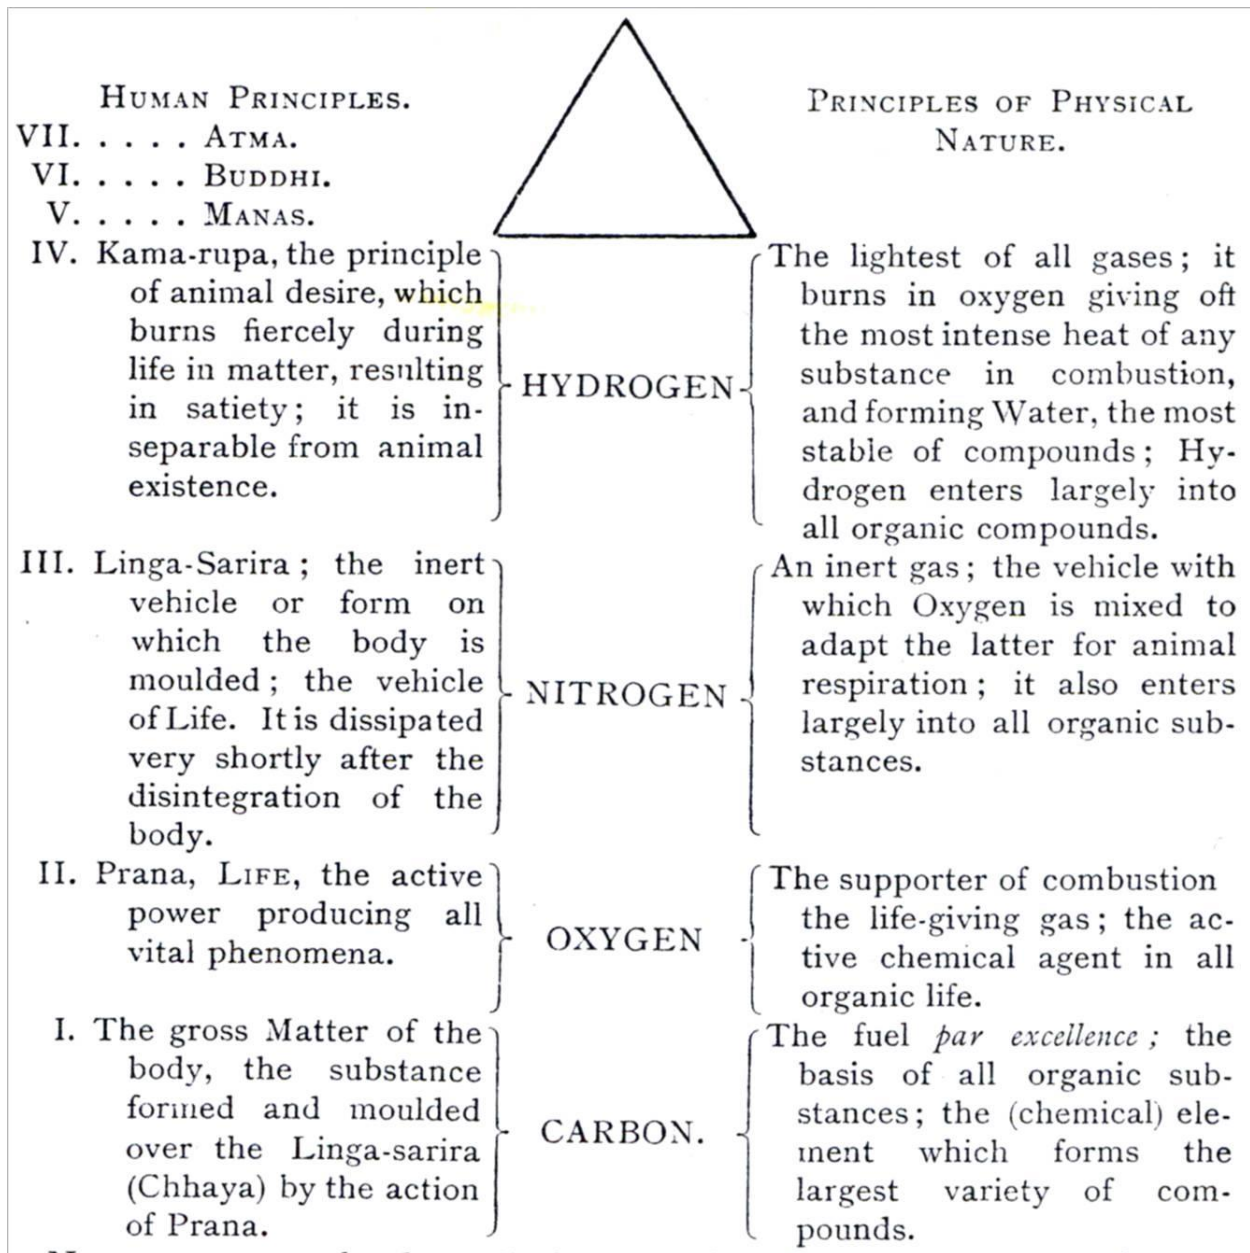 HUMAN PRINCIPLES.
VII. . . . . ATMA.
VI. . . . . BUDDHI.
V. . . . . MANAS.
PRINCIPLES OF PHYSICAL
NATURE.
IV. Kama-rupa, the principle
of animal desire, which
burns fiercely during
life in matter, resulting
in satiety; it is in-
separable from animal
existence.
HYDROGEN
The lightest of all gases; it
burns in oxygen giving oft
the most intense heat of any
substance in combustion,
and forming Water, the most
stable of compounds; Hy-
drogen enters largely into
all organic compounds.
III. Linga-Sarira; the inert
vehicle or form on
which the body is
moulded; the vehicle
of Life. It is dissipated
very shortly after the
disintegration of the
body.
NITROGEN
An inert gas; the vehicle with
which Oxygen is mixed to
adapt the latter for animal
respiration; it also enters
largely into all organic sub-
stances.
II. Prana, LIFE, the active
power producing all
vital phenomena.
OXYGEN
The supporter of combustion
the life-giving gas; the ac-
tive chemical agent in all
organic life.
I. The gross Matter of the
body, the substance
formed and moulded
over the Linga-sarira
(Chhaya) by the action
of Prana.
CARBON.
The fuel par excellence; the
basis of all organic sub-
stances; the (chemical) ele-
ment which forms the
largest variety of com-
pounds.